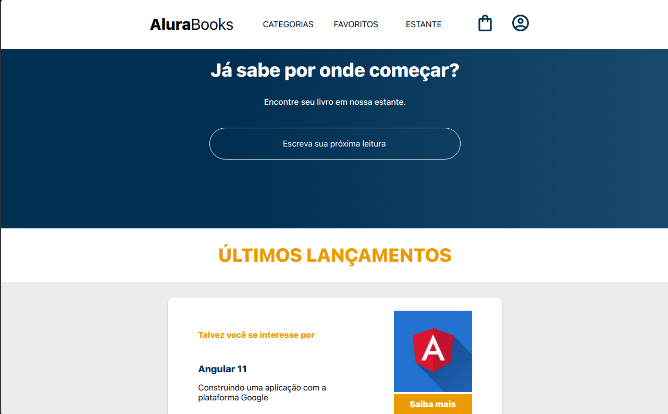 AluraBooks CATEGORIAS FAVORITOS ESTANTE
Já sabe por onde começar?
Encontre seu livro em nossa estante.
Escreva sua próxima leitura
ÚLTIMOS LANÇAMENTOS
Talvez você se interesse por
Angular 11
Construindo uma aplicação com a
plataforma Google
A
Saiba mais